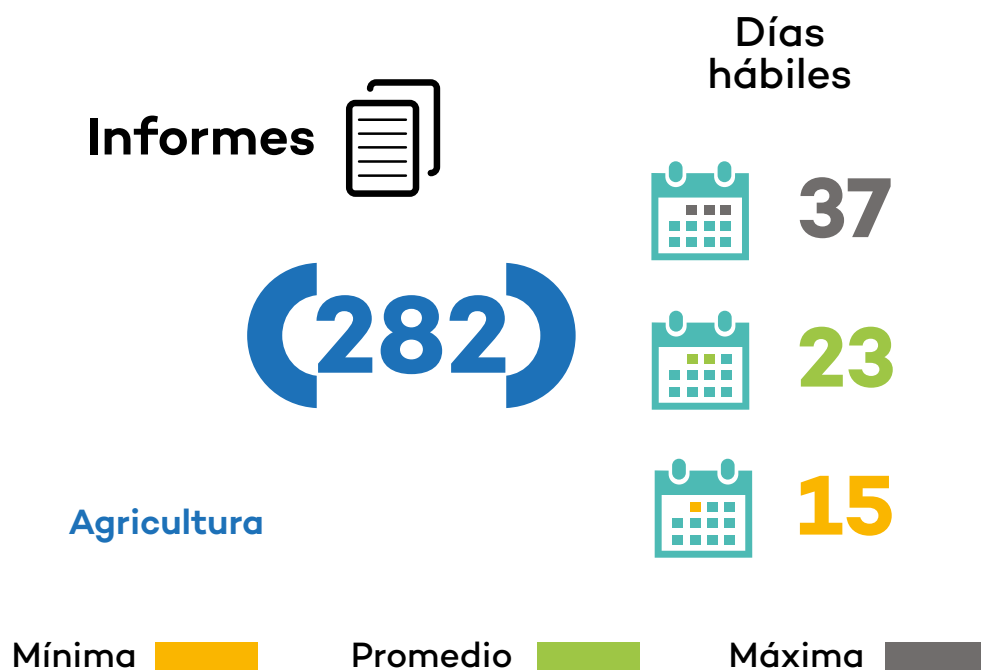 Días
hábiles
Informes
37
282
23
15
Agricultura
Mínima
Promedio
Máxima